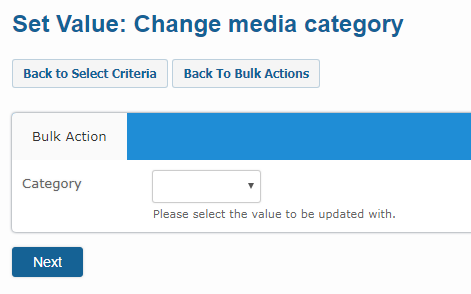 Set Value: Change media category
Back to Select Criteria Back To Bulk Actions
Bulk Action
Category
Please select the value to be updated with.
Next